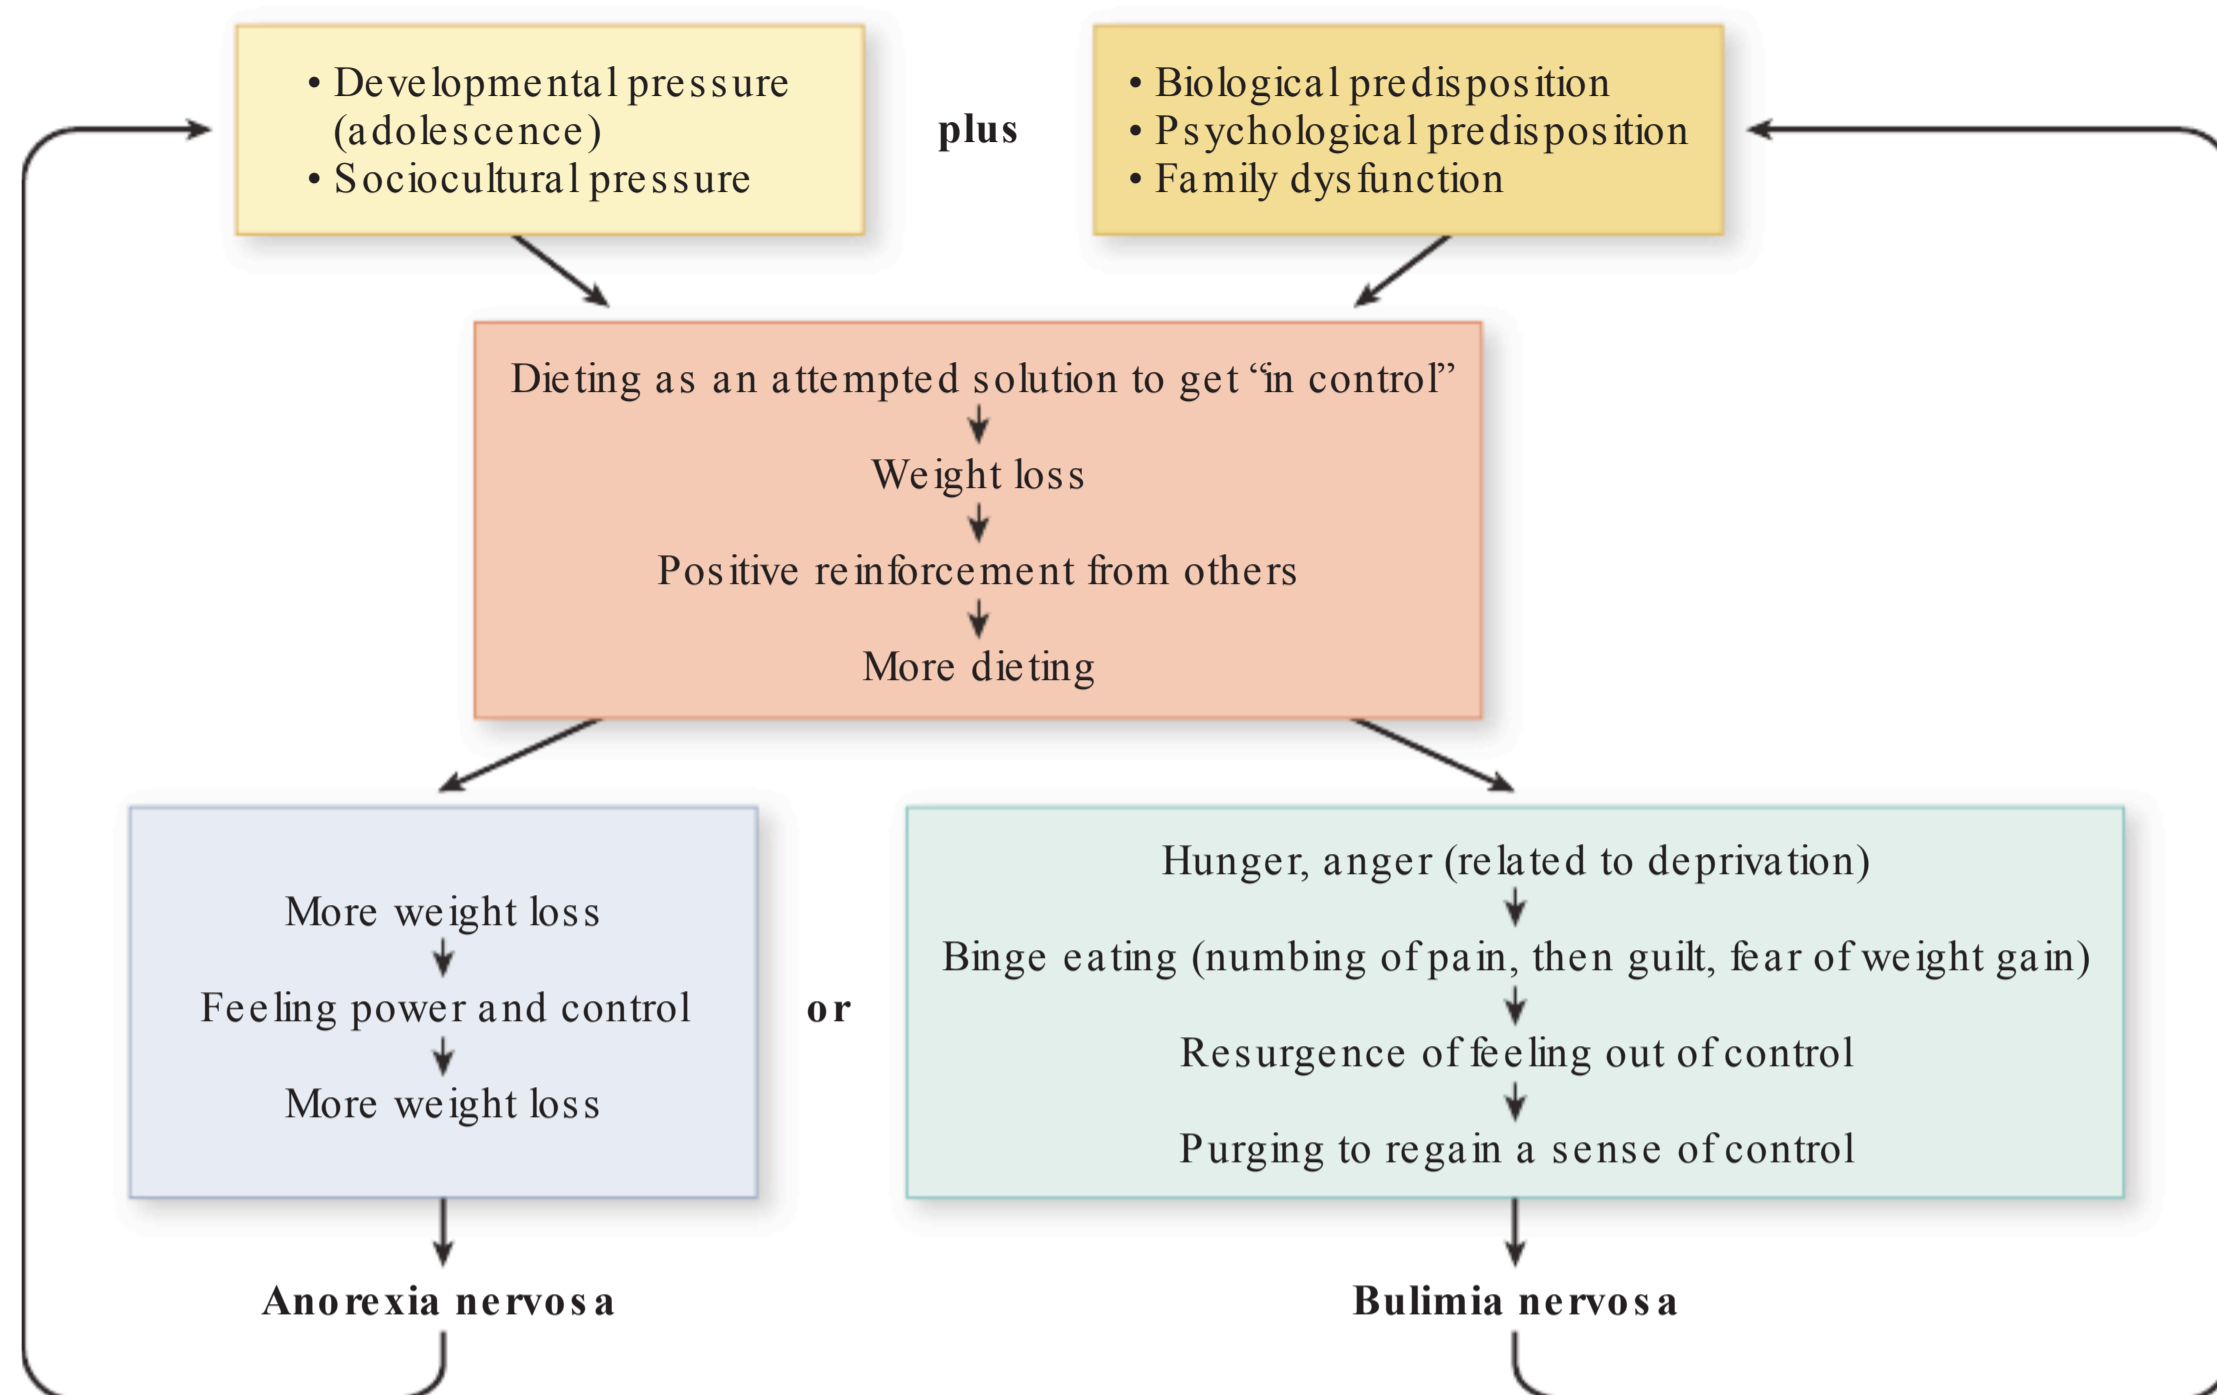 • Developmental pressure
(adolescence)
• Sociocultural pressure
plus
• Biological predisposition
• Psychological predisposition
• Family dysfunction
Dieting as an attempted solution to get “in control”
Weight loss
Positive reinforcement from others
More dieting
More weight loss
Feeling power and control
More weight loss
or
Hunger, anger (related to deprivation)
Binge eating (numbing of pain, then guilt, fear of weight gain)
Resurgence of feeling out of control
Purging to regain a sense of control
Anorexia nervosa
Bulimia nervosa